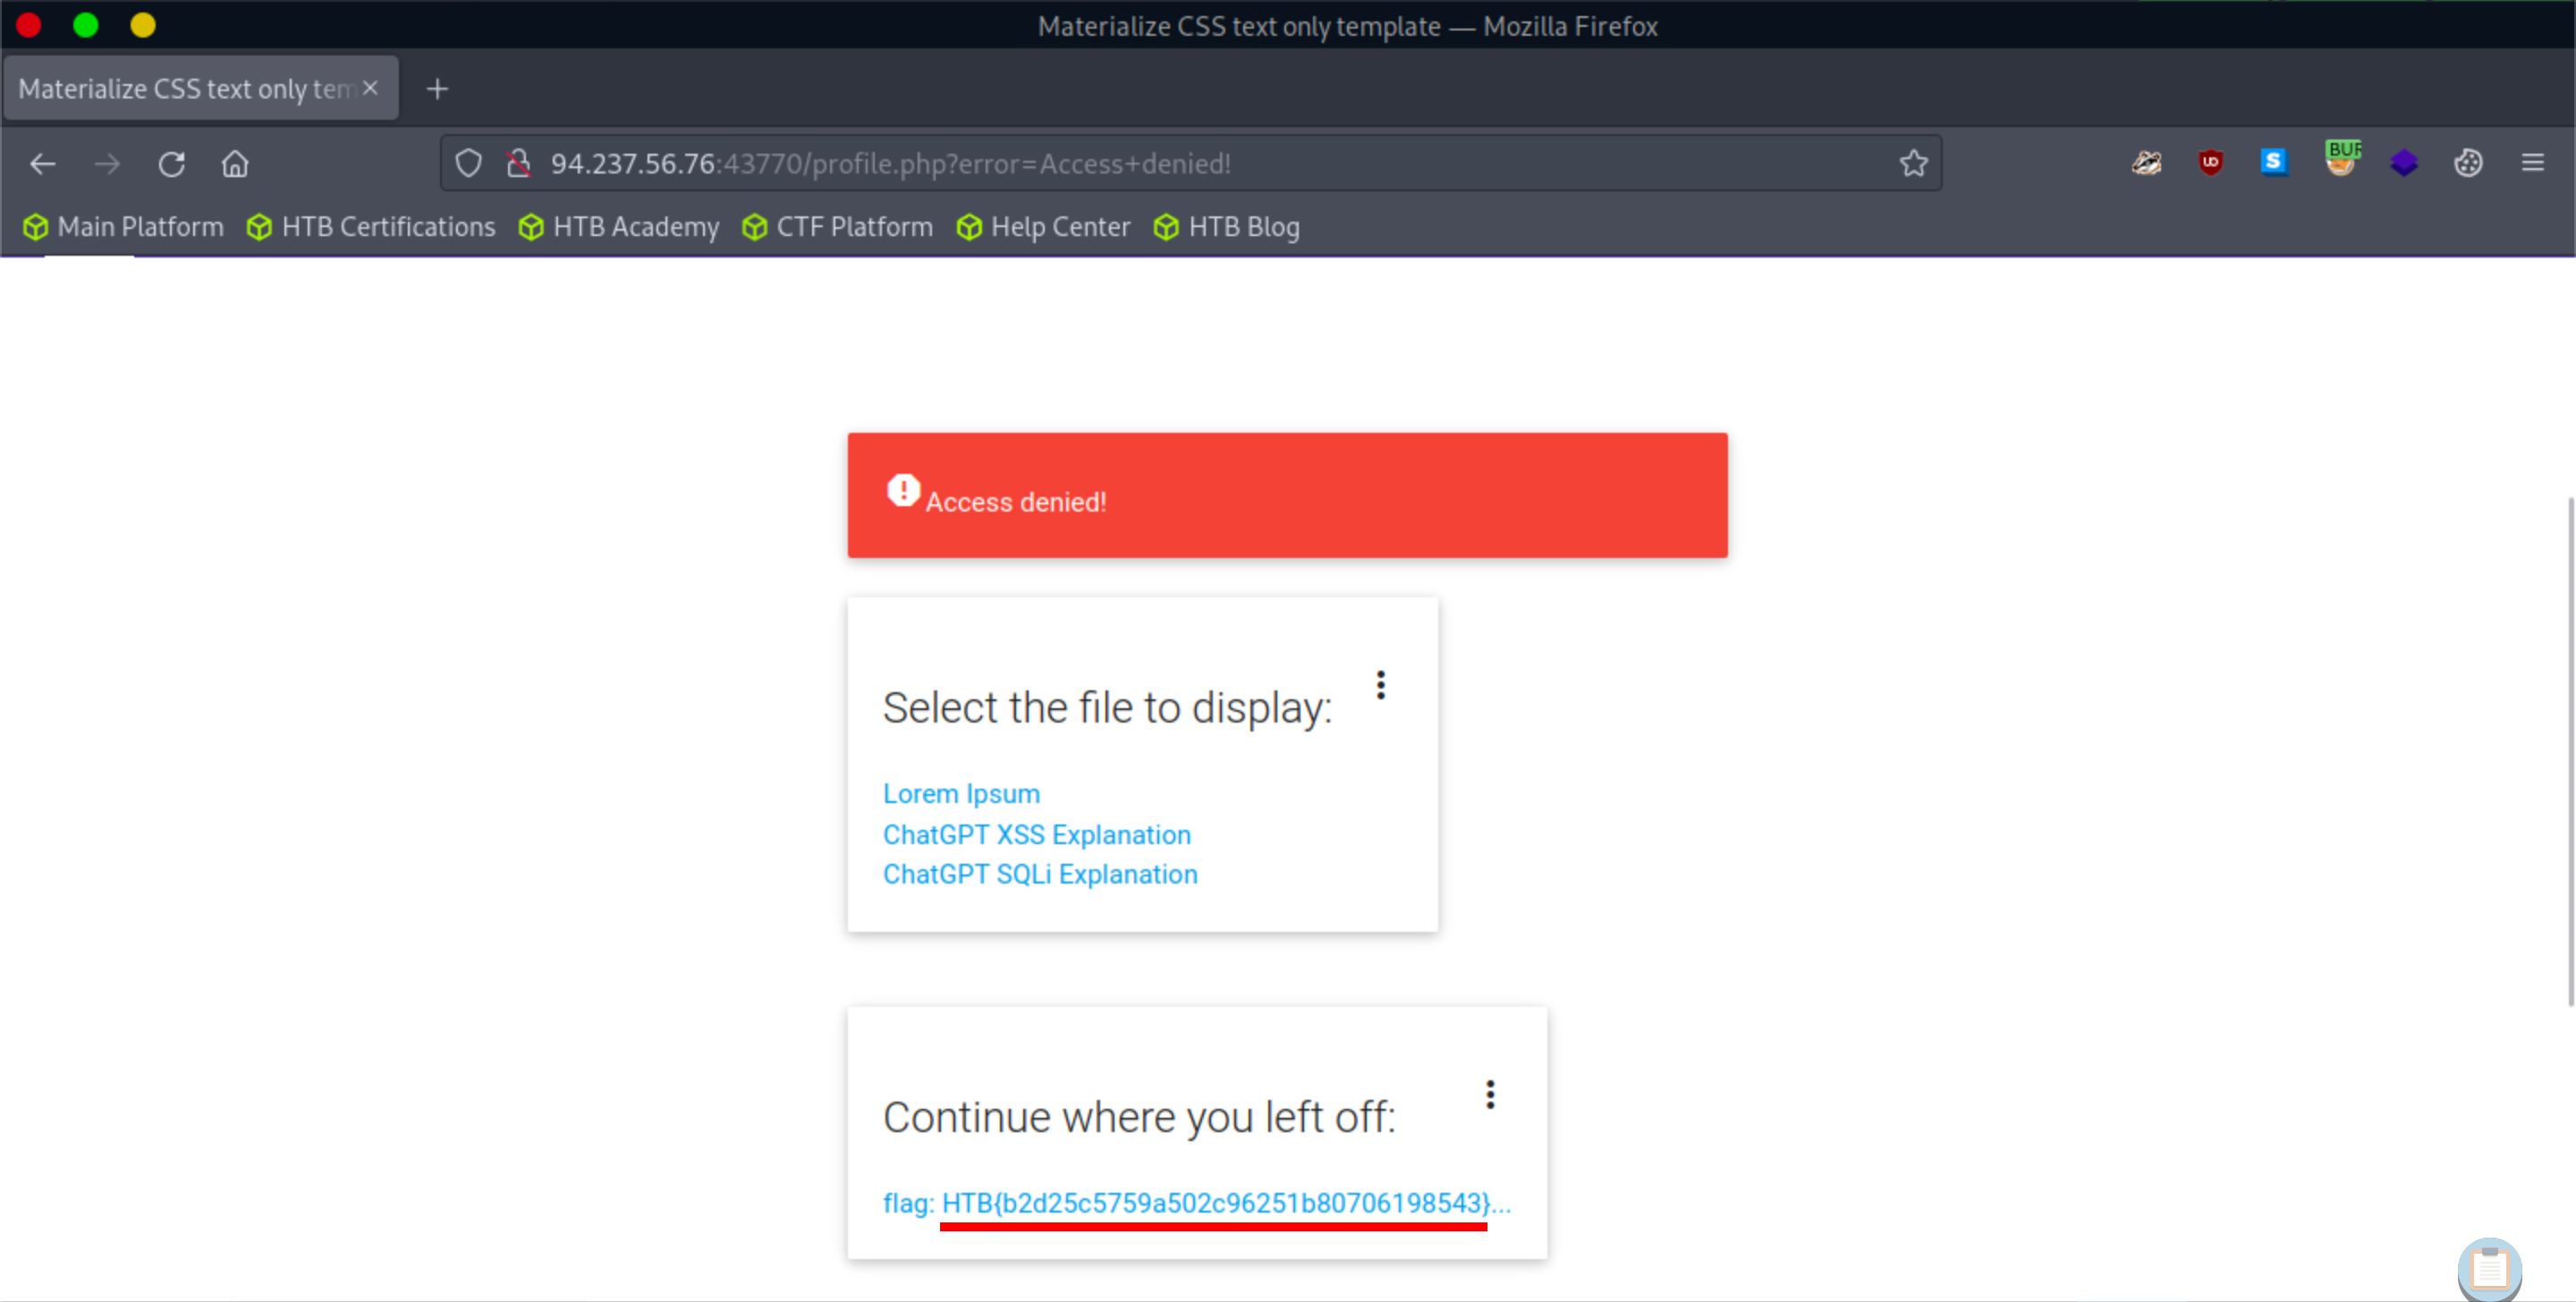 Materialize CSS text only template — Mozilla Firefox
Materialize CSS text only tem
94.237.56.76:43770/profile.php?error=Access+denied!
UD
S
BUR
Main Platform HTB Certifications HTB Academy CTF Platform Help Center HTB Blog
Access denied!
Select the file to display:
Lorem Ipsum
ChatGPT XSS Explanation
ChatGPT SQLi Explanation
Continue where you left off:
flag: HTB{b2d25c5759a502c96251b80706198543}...